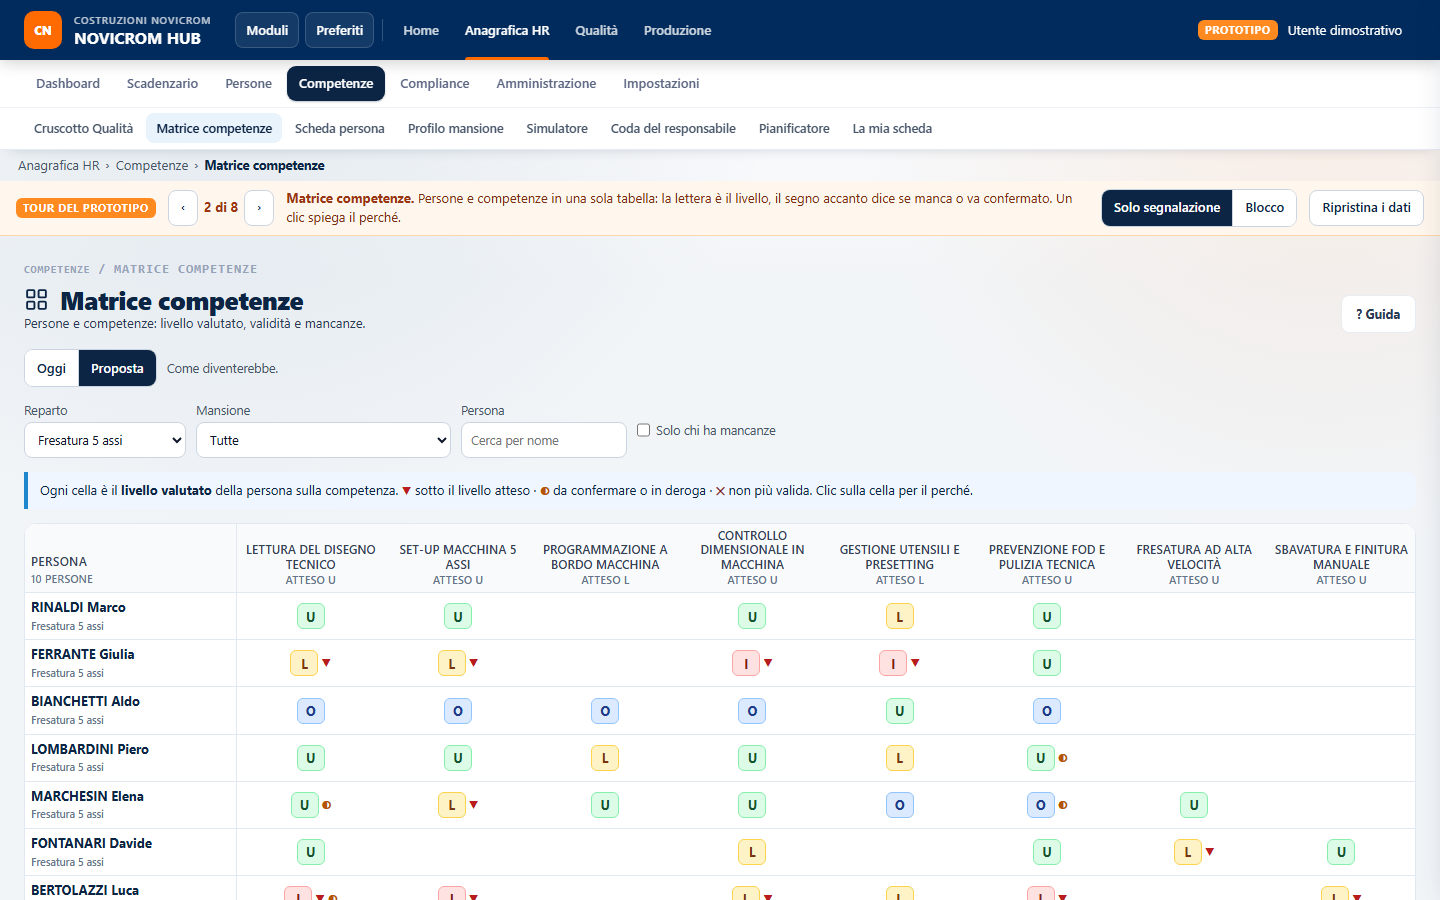 CN
COSTRUZIONI NOVICROM
NOVICROM HUB
Moduli
Preferiti
Home
Anagrafica HR
Qualità
Produzione
PROTOTIPO
Utente dimostrativo
Dashboard
Scadenzario
Persone
Competenze
Compliance
Amministrazione
Impostazioni
Cruscotto Qualità
Matrice competenze
Scheda persona
Profilo mansione
Simulatore
Coda del responsabile
Pianificatore
La mia scheda
Anagrafica HR › Competenze › Matrice competenze
TOUR DEL PROTOTIPO
‹ 2 di 8 ›
Matrice competenze. Persone e competenze in una sola tabella: la lettera è il livello, il segno accanto dice se manca o va confermato. Un
clic spiega il perché.
Solo segnalazione
Blocco
Ripristina i dati
COMPETENZE / MATRICE COMPETENZE
Matrice competenze
Persone e competenze: livello valutato, validità e mancanze.
? Guida
Oggi
Proposta
Come diventerebbe.
Reparto
Mansione
Persona
Fresatura 5 assi
Tutte
Cerca per nome
Solo chi ha mancanze
Ogni cella è il livello valutato della persona sulla competenza. ▼ sotto il livello atteso · ◐ da confermare o in deroga · ✕ non più valida. Clic sulla cella per il perché.
PERSONA
10 PERSONE
LETTURA DEL DISEGNO
TECNICO
ATTESO U
SET-UP MACCHINA 5
ASSI
ATTESO U
PROGRAMMAZIONE A
BORDO MACCHINA
ATTESO L
CONTROLLO
DIMENSIONALE IN
MACCHINA
ATTESO U
GESTIONE UTENSILI E
PRESETTING
ATTESO L
PREVENZIONE FOD E
PULIZIA TECNICA
ATTESO U
FRESATURA AD ALTA
VELOCITÀ
ATTESO U
SBAVATURA E FINITURA
MANUALE
ATTESO U
RINALDI Marco
Fresatura 5 assi
U U U L U
FERRANTE Giulia
Fresatura 5 assi
L ▼ L ▼ I ▼ I ▼ U
BIANCHETTI Aldo
Fresatura 5 assi
O O O O U O
LOMBARDINI Piero
Fresatura 5 assi
U U L U L U ◐
MARCHESIN Elena
Fresatura 5 assi
U ◐ L ▼ U U O O ◐ U
FONTANARI Davide
Fresatura 5 assi
U L U L ▼ U
BERTOLAZZI Luca